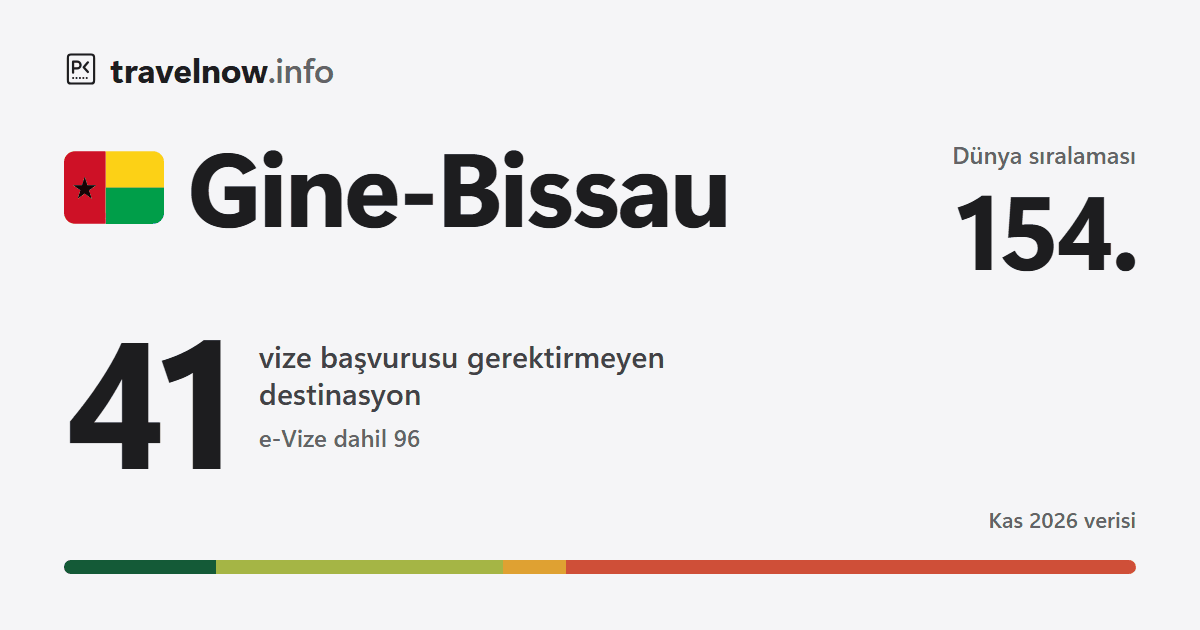 travelnow.info
Gine-Bissau
Dünya sıralaması
154.
41
vize başvurusu gerektirmeyen
destinasyon
e-Vize dahil 96
Kas 2026 verisi